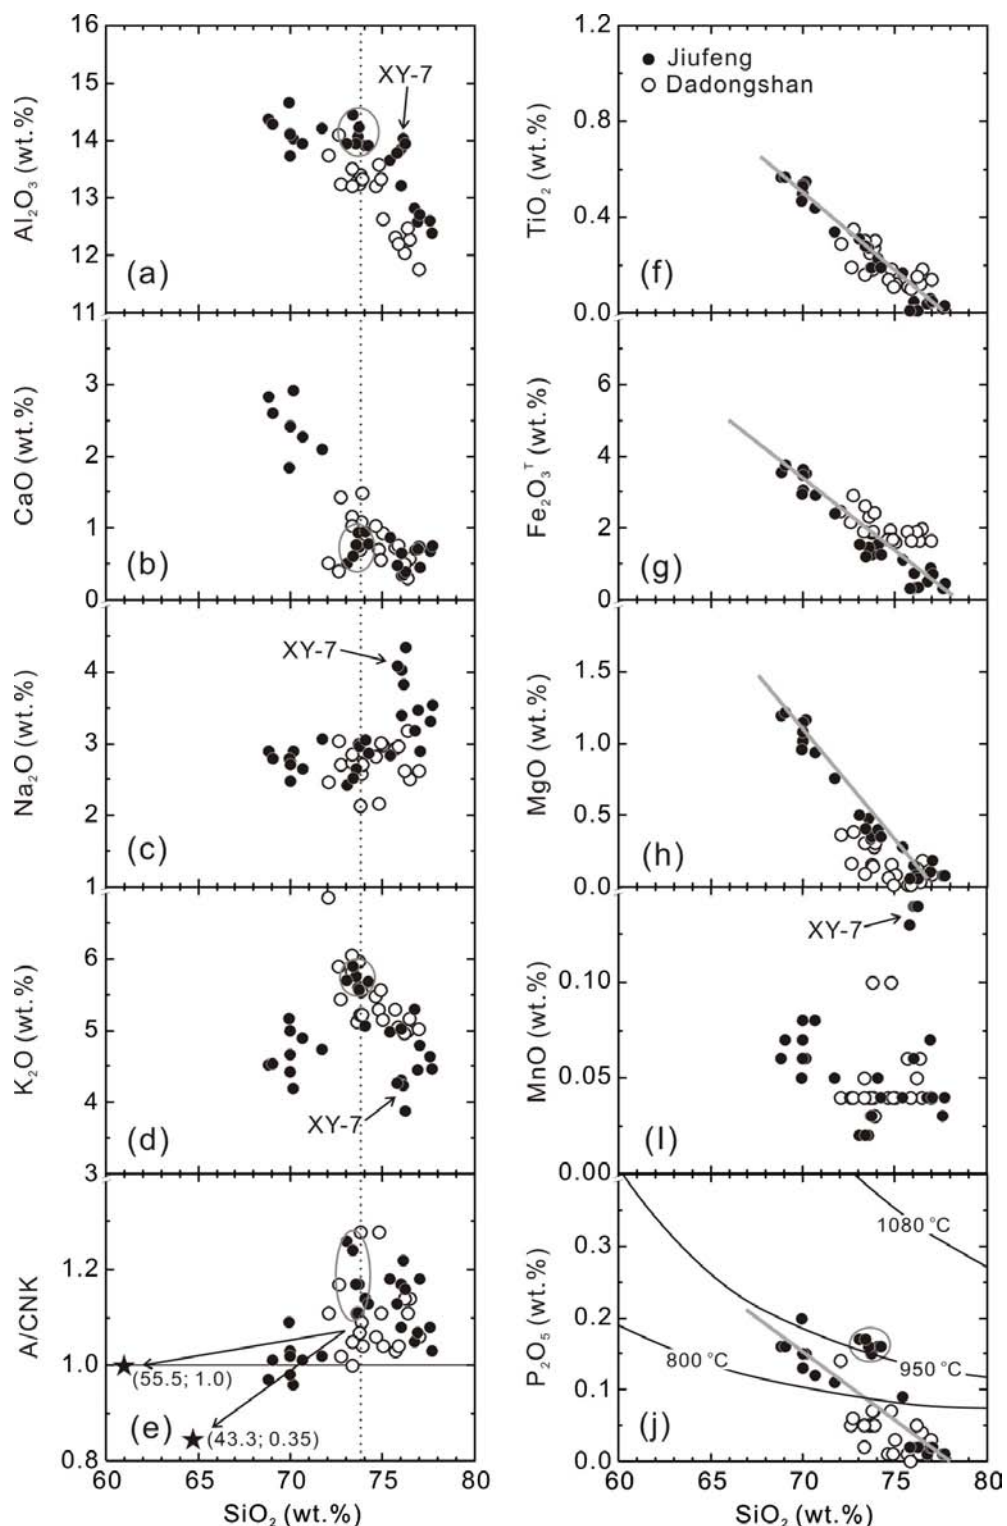 16
15
14
13
12
11
Al₂O₃ (wt.%)
XY-7
(a)
3
2
1
0
CaO (wt.%)
(b)
4
3
2
1
Na₂O (wt.%)
XY-7
(c)
6
5
4
3
K₂O (wt.%)
XY-7
(d)
1.2
1.0
0.8
A/CNK
(55.5; 1.0)
(43.3; 0.35)
(e)
60 65 70 75 80
SiO₂ (wt.%)
1.2
0.8
0.4
0.0
TiO₂ (wt.%)
Jiufeng
Dadongshan
(f)
6
4
2
0
Fe₂O₃ᵀ (wt.%)
(g)
1.5
1.0
0.5
0.0
MgO (wt.%)
(h)
0.10
0.05
0.00
MnO (wt.%)
XY-7
(I)
0.3
0.2
0.1
0.0
P₂O₅ (wt.%)
1080 °C
950 °C
800 °C
(j)
60 65 70 75 80
SiO₂ (wt.%)